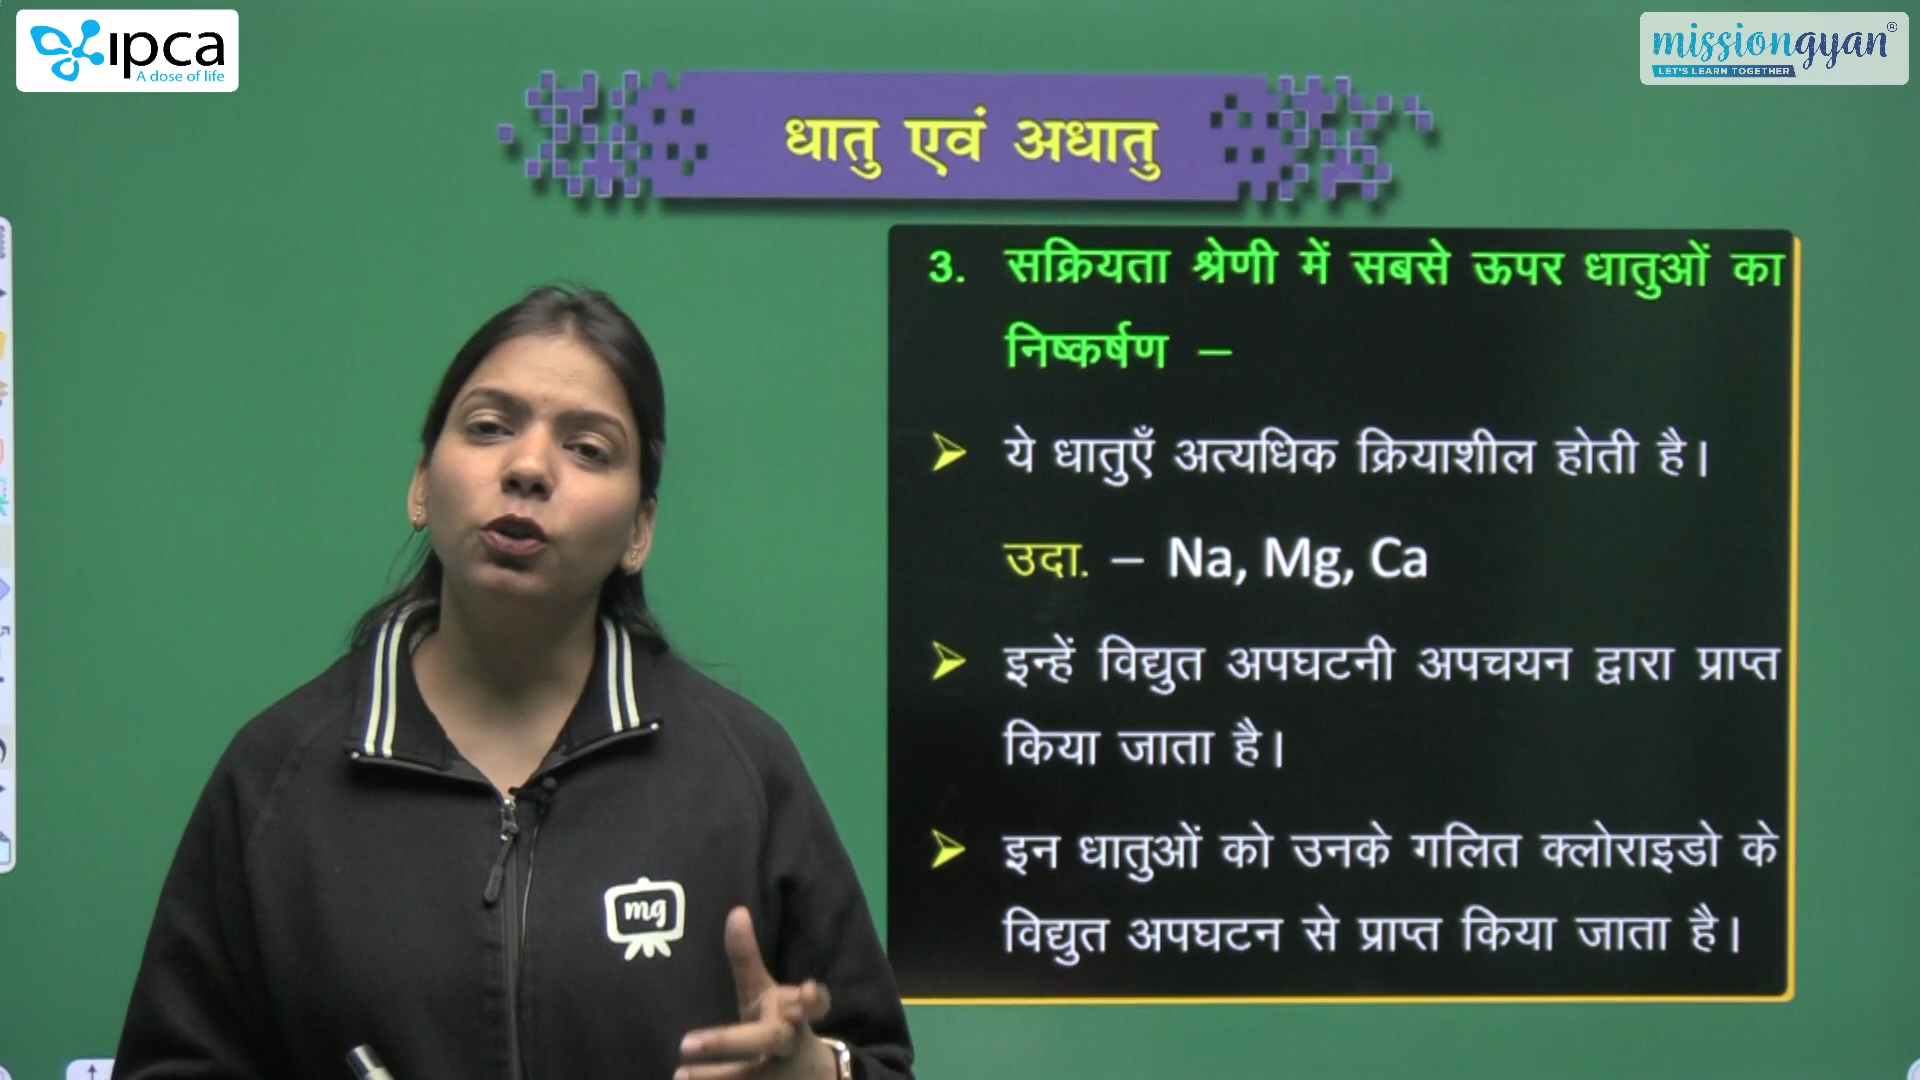 ipca
A dose of life
missiongyan®
LET'S LEARN TOGETHER
धातु एवं अधातु
3. सक्रियता श्रेणी में सबसे ऊपर धातुओं का
निष्कर्षण –
➢ ये धातुएँ अत्यधिक क्रियाशील होती है।
उदा. – Na, Mg, Ca
➢ इन्हें विद्युत अपघटनी अपचयन द्वारा प्राप्त
किया जाता है।
➢ इन धातुओं को उनके गलित क्लोराइडो के
विद्युत अपघटन से प्राप्त किया जाता है।
mg